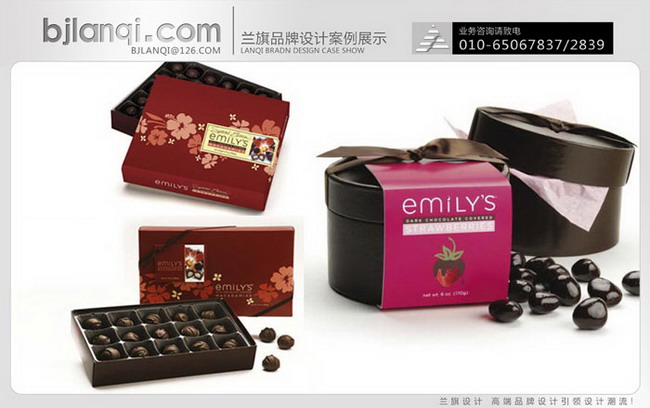 bjlanqi.com
BJLANQI@126.COM
兰旗品牌设计案例展示
LANQI BRADN DESIGN CASE SHOW
业务咨询请致电
010-65067837/2839
EMILY'S
MACADAMIAS
EMILY'S
EMILY'S
MACADAMIAS
EMILY'S
DARK CHOCOLATE COVERED
STRAWBERRIES
net wt 6 oz (170g)
兰旗设计 高端品牌设计引领设计潮流!